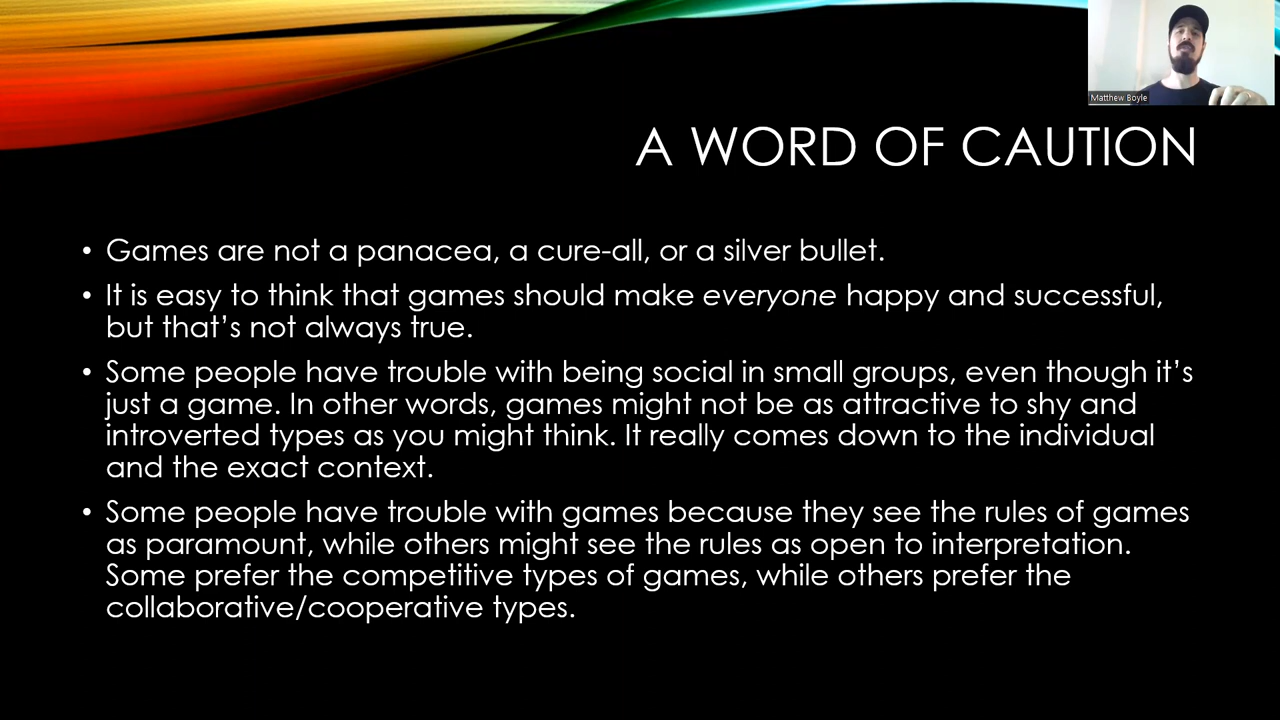 Matthew Boyle
A WORD OF CAUTION
• Games are not a panacea, a cure-all, or a silver bullet.
• It is easy to think that games should make everyone happy and successful,
but that’s not always true.
• Some people have trouble with being social in small groups, even though it’s
just a game. In other words, games might not be as attractive to shy and
introverted types as you might think. It really comes down to the individual
and the exact context.
• Some people have trouble with games because they see the rules of games
as paramount, while others might see the rules as open to interpretation.
Some prefer the competitive types of games, while others prefer the
collaborative/cooperative types.